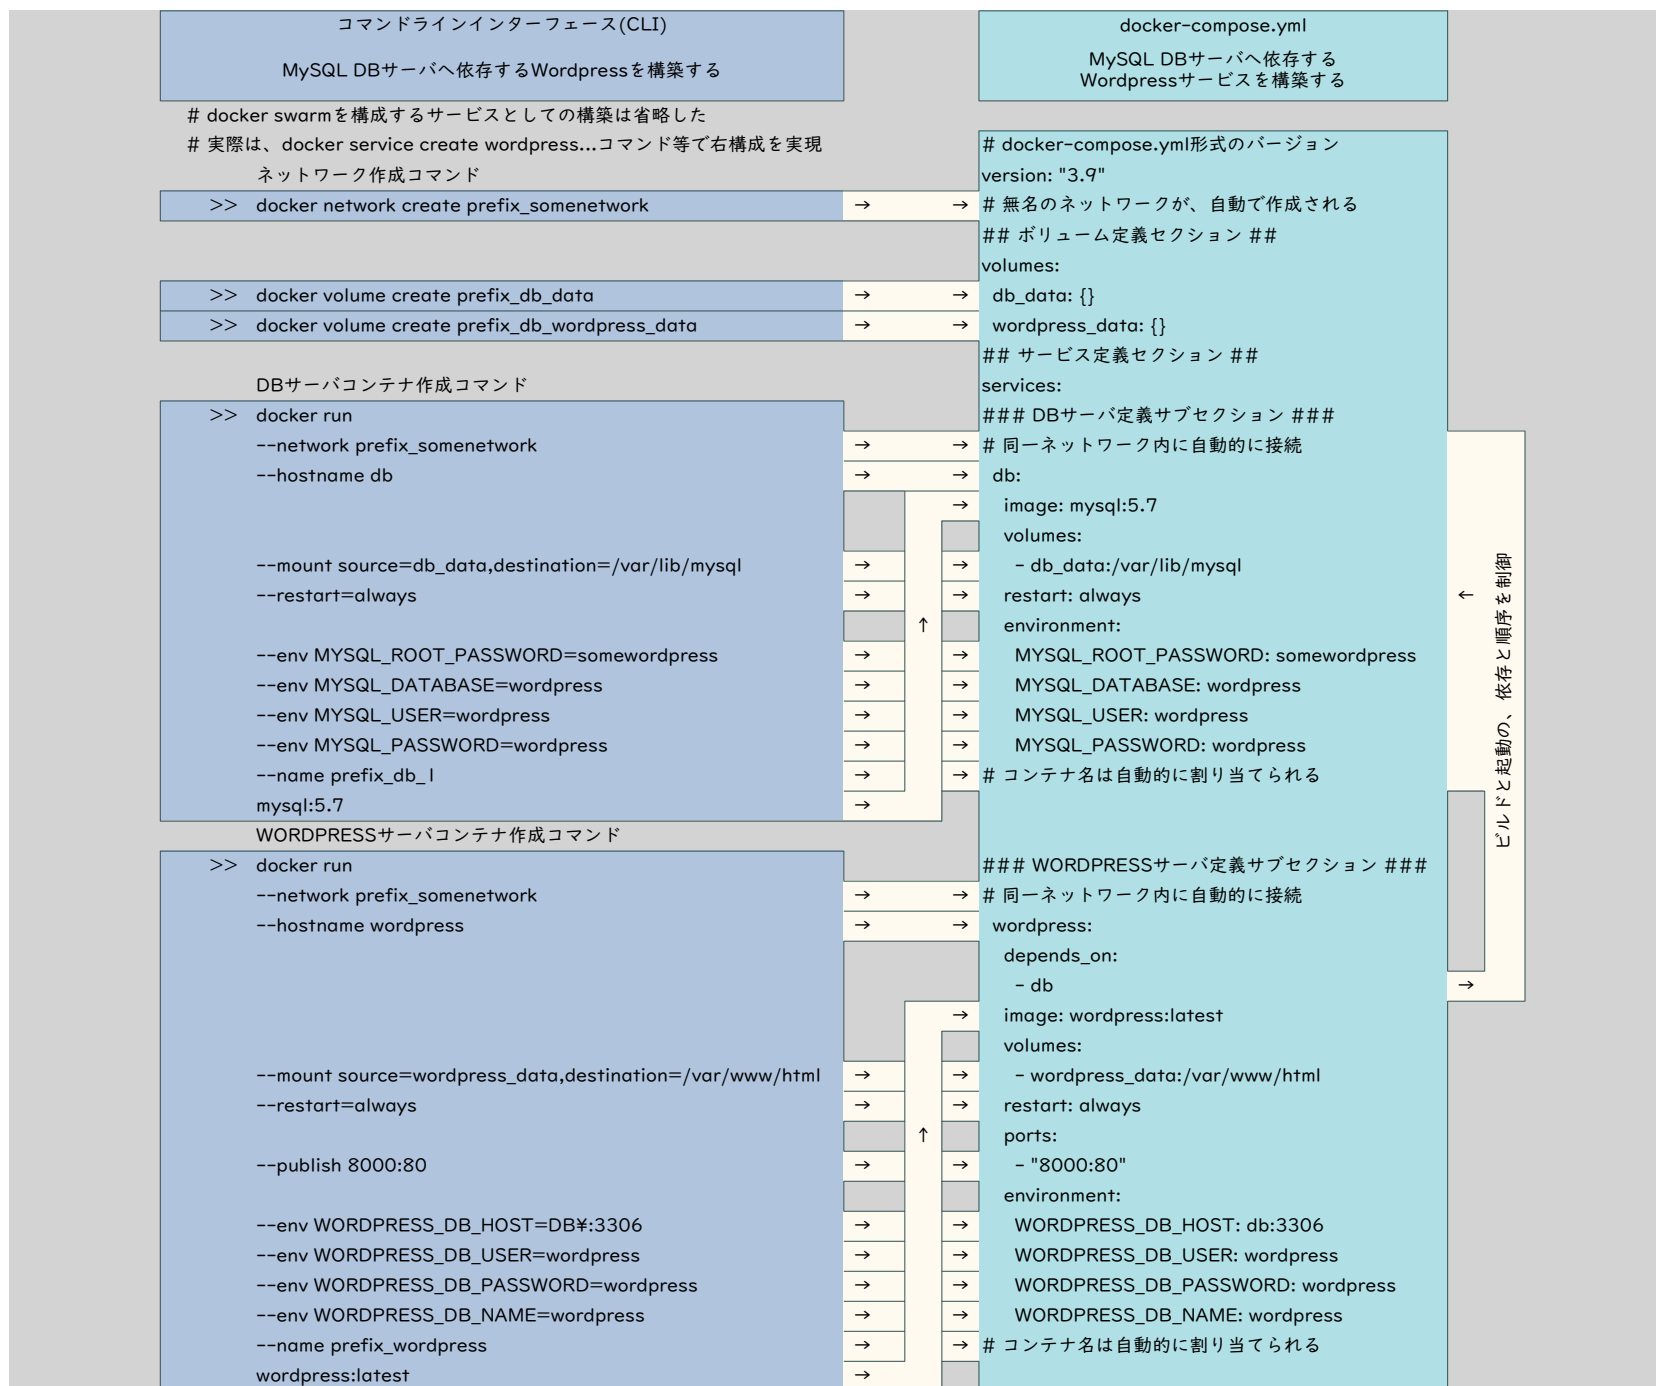 コマンドラインインターフェース(CLI)
MySQL DBサーバへ依存するWordpressを構築する
# docker swarmを構成するサービスとしての構築は省略した
# 実際は、docker service create wordpress...コマンド等で右構成を実現
ネットワーク作成コマンド
>> docker network create prefix_somenetwork → →
>> docker volume create prefix_db_data → →
>> docker volume create prefix_db_wordpress_data → →
DBサーバコンテナ作成コマンド
>> docker run
--network prefix_somenetwork → →
--hostname db → →
→
--mount source=db_data,destination=/var/lib/mysql → →
--restart=always → →
↑
--env MYSQL_ROOT_PASSWORD=somewordpress → →
--env MYSQL_DATABASE=wordpress → →
--env MYSQL_USER=wordpress → →
--env MYSQL_PASSWORD=wordpress → →
--name prefix_db_1 → →
mysql:5.7 →
WORDPRESSサーバコンテナ作成コマンド
>> docker run
--network prefix_somenetwork → →
--hostname wordpress → →
→
--mount source=wordpress_data,destination=/var/www/html → →
--restart=always → →
↑
--publish 8000:80 → →
--env WORDPRESS_DB_HOST=DB¥:3306 → →
--env WORDPRESS_DB_USER=wordpress → →
--env WORDPRESS_DB_PASSWORD=wordpress → →
--env WORDPRESS_DB_NAME=wordpress → →
--name prefix_wordpress → →
wordpress:latest →
docker-compose.yml
MySQL DBサーバへ依存する
Wordpressサービスを構築する
# docker-compose.yml形式のバージョン
version: "3.9"
# 無名のネットワークが、自動で作成される
## ボリューム定義セクション ##
volumes:
db_data: {}
wordpress_data: {}
## サービス定義セクション ##
services:
### DBサーバ定義サブセクション ###
# 同一ネットワーク内に自動的に接続
db:
image: mysql:5.7
volumes:
- db_data:/var/lib/mysql
restart: always
environment:
MYSQL_ROOT_PASSWORD: somewordpress
MYSQL_DATABASE: wordpress
MYSQL_USER: wordpress
MYSQL_PASSWORD: wordpress
# コンテナ名は自動的に割り当てられる
### WORDPRESSサーバ定義サブセクション ###
# 同一ネットワーク内に自動的に接続
wordpress:
depends_on:
- db
image: wordpress:latest
volumes:
- wordpress_data:/var/www/html
restart: always
ports:
- "8000:80"
environment:
WORDPRESS_DB_HOST: db:3306
WORDPRESS_DB_USER: wordpress
WORDPRESS_DB_PASSWORD: wordpress
WORDPRESS_DB_NAME: wordpress
# コンテナ名は自動的に割り当てられる
←
→
ビルドと起動の、依存と順序を制御